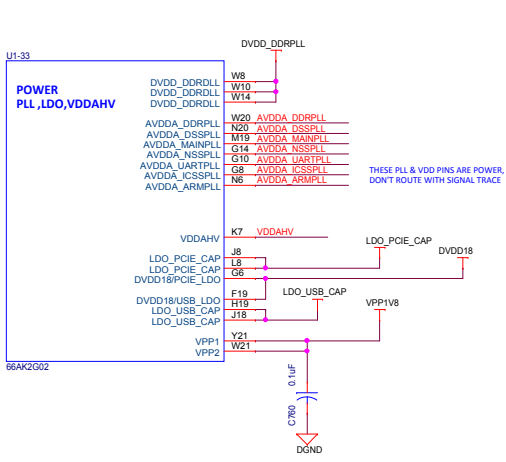 DVDD_DDRPLL
U1-33
POWER
PLL ,LDO,VDDAHV
DVDD_DDRDLL W8
DVDD_DDRDLL W10
DVDD_DDRDLL W14
AVDDA_DDRPLL W20 AVDDA_DDRPLL
AVDDA_DSSPLL N20 AVDDA_DSSPLL
AVDDA_MAINPLL M19 AVDDA_MAINPLL
AVDDA_NSSPLL G14 AVDDA_NSSPLL
AVDDA_UARTPLL G10 AVDDA_UARTPLL
AVDDA_ICSSPLL G8 AVDDA_ICSSPLL
AVDDA_ARMPLL N6 AVDDA_ARMPLL
THESE PLL & VDD PINS ARE POWER,
DON'T ROUTE WITH SIGNAL TRACE
VDDAHV K7 VDDAHV
LDO_PCIE_CAP
DVDD18
LDO_PCIE_CAP J8
LDO_PCIE_CAP L8
DVDD18/PCIE_LDO G6
LDO_USB_CAP
VPP1V8
DVDD18/USB_LDO F19
LDO_USB_CAP H19
LDO_USB_CAP J18
VPP1 Y21
VPP2 W21
66AK2G02
0.1uF
C760
DGND